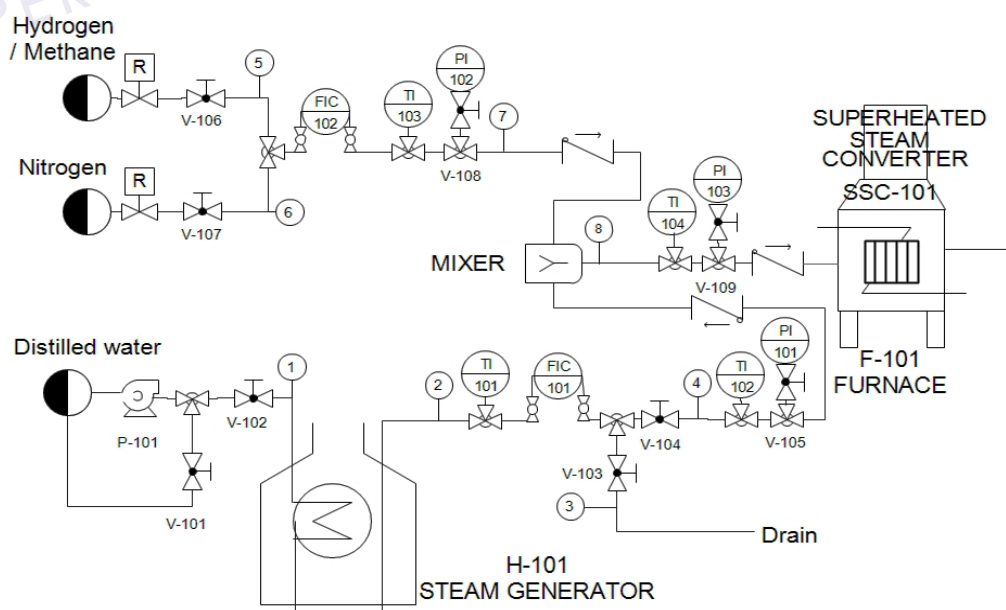 Hydrogen
/ Methane
R
V-106
5
FIC
102
TI
103
PI
102
V-108
7
Nitrogen
R
V-107
6
MIXER
8
TI
104
PI
103
V-109
SUPERHEATED
STEAM
CONVERTER
SSC-101
F-101
FURNACE
Distilled water
P-101
V-101
V-102
1
H-101
STEAM GENERATOR
2
TI
101
FIC
101
V-103
3
Drain
V-104
4
TI
102
PI
101
V-105